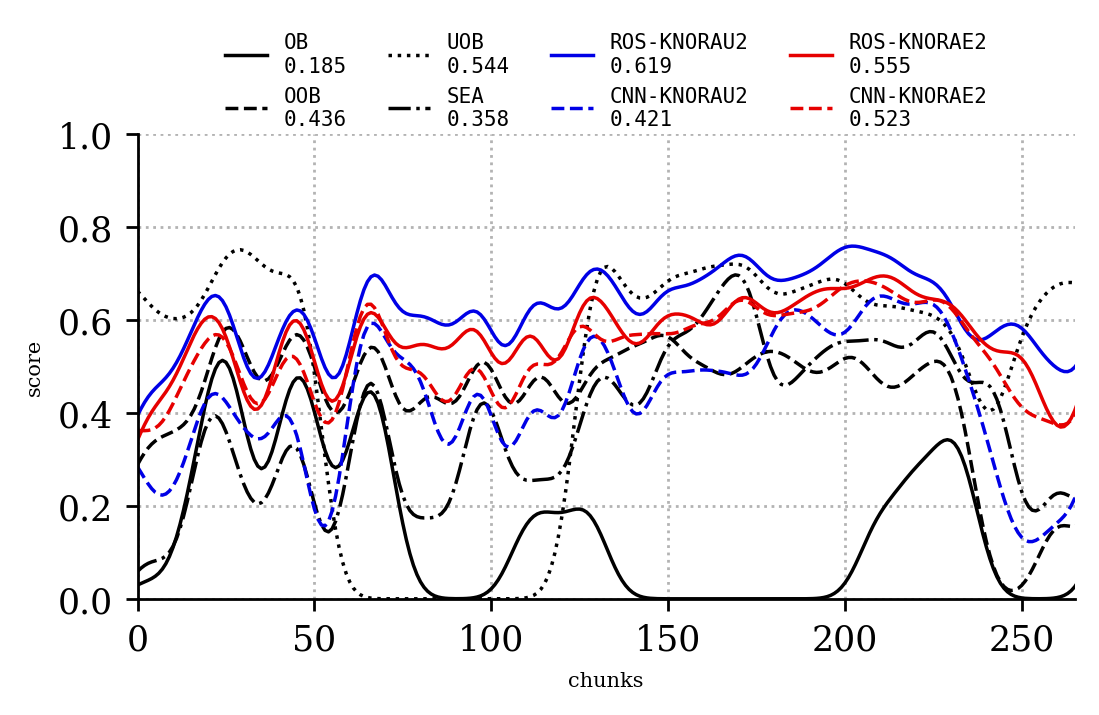 OB UOB ROS-KNORAU2 ROS-KNORAE2
0.185 0.544 0.619 0.555
OOB SEA CNN-KNORAU2 CNN-KNORAE2
0.436 0.358 0.421 0.523
1.0
0.8
0.6
0.4
0.2
0.0
score
0 50 100 150 200 250
chunks